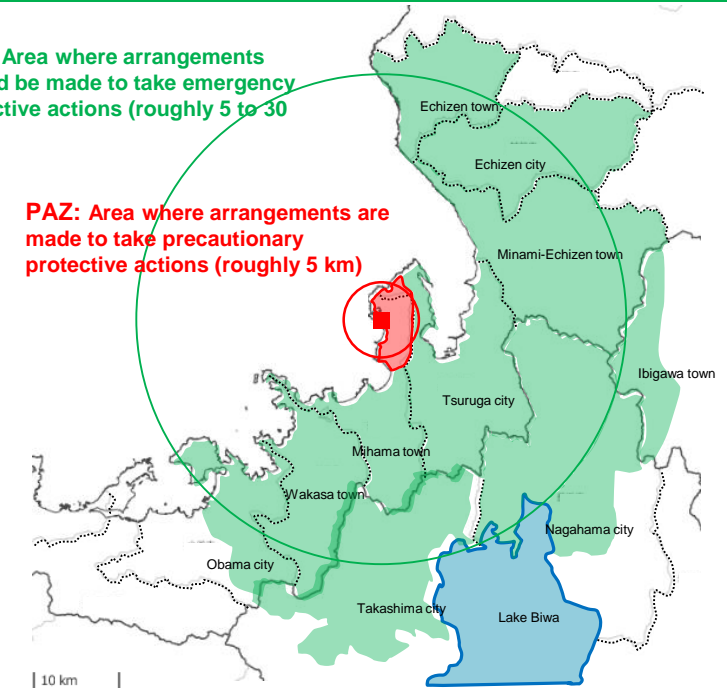 Area where arrangements
d be made to take emergency
ctive actions (roughly 5 to 30
PAZ: Area where arrangements are
made to take precautionary
protective actions (roughly 5 km)
Echizen town
Echizen city
Minami-Echizen town
Ibigawa town
Tsuruga city
Mihama town
Wakasa town
Nagahama city
Obama city
Takashima city
Lake Biwa
10 km